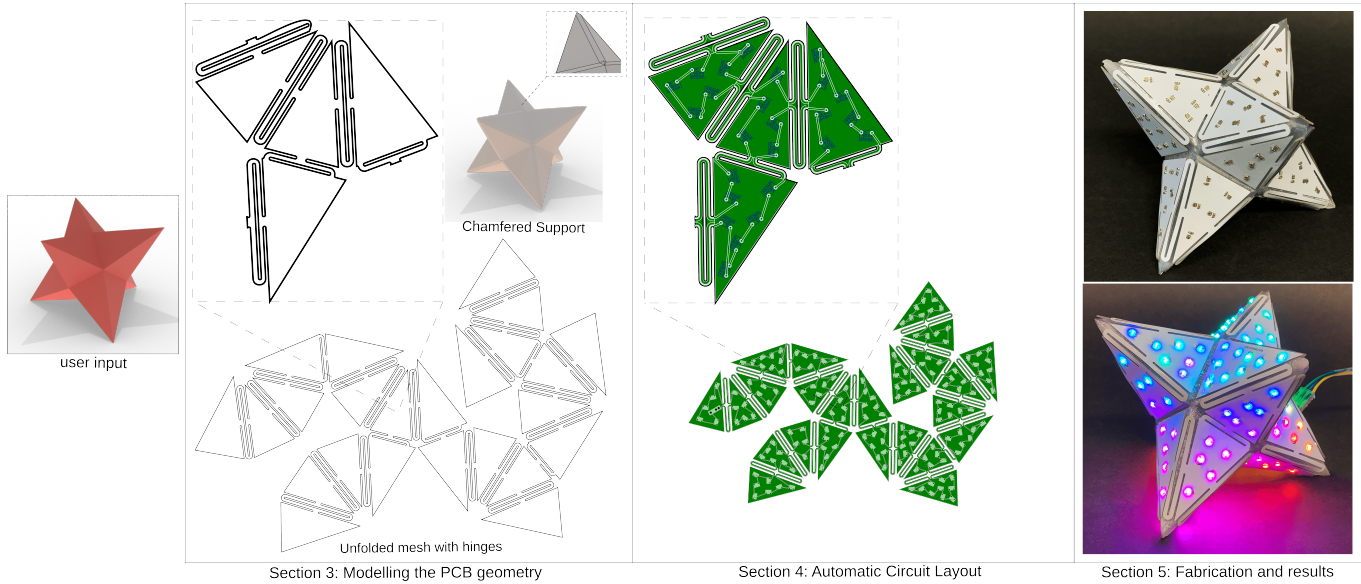 user input
Chamfered Support
Unfolded mesh with hinges
Section 3: Modelling the PCB geometry
Section 4: Automatic Circuit Layout
Section 5: Fabrication and results